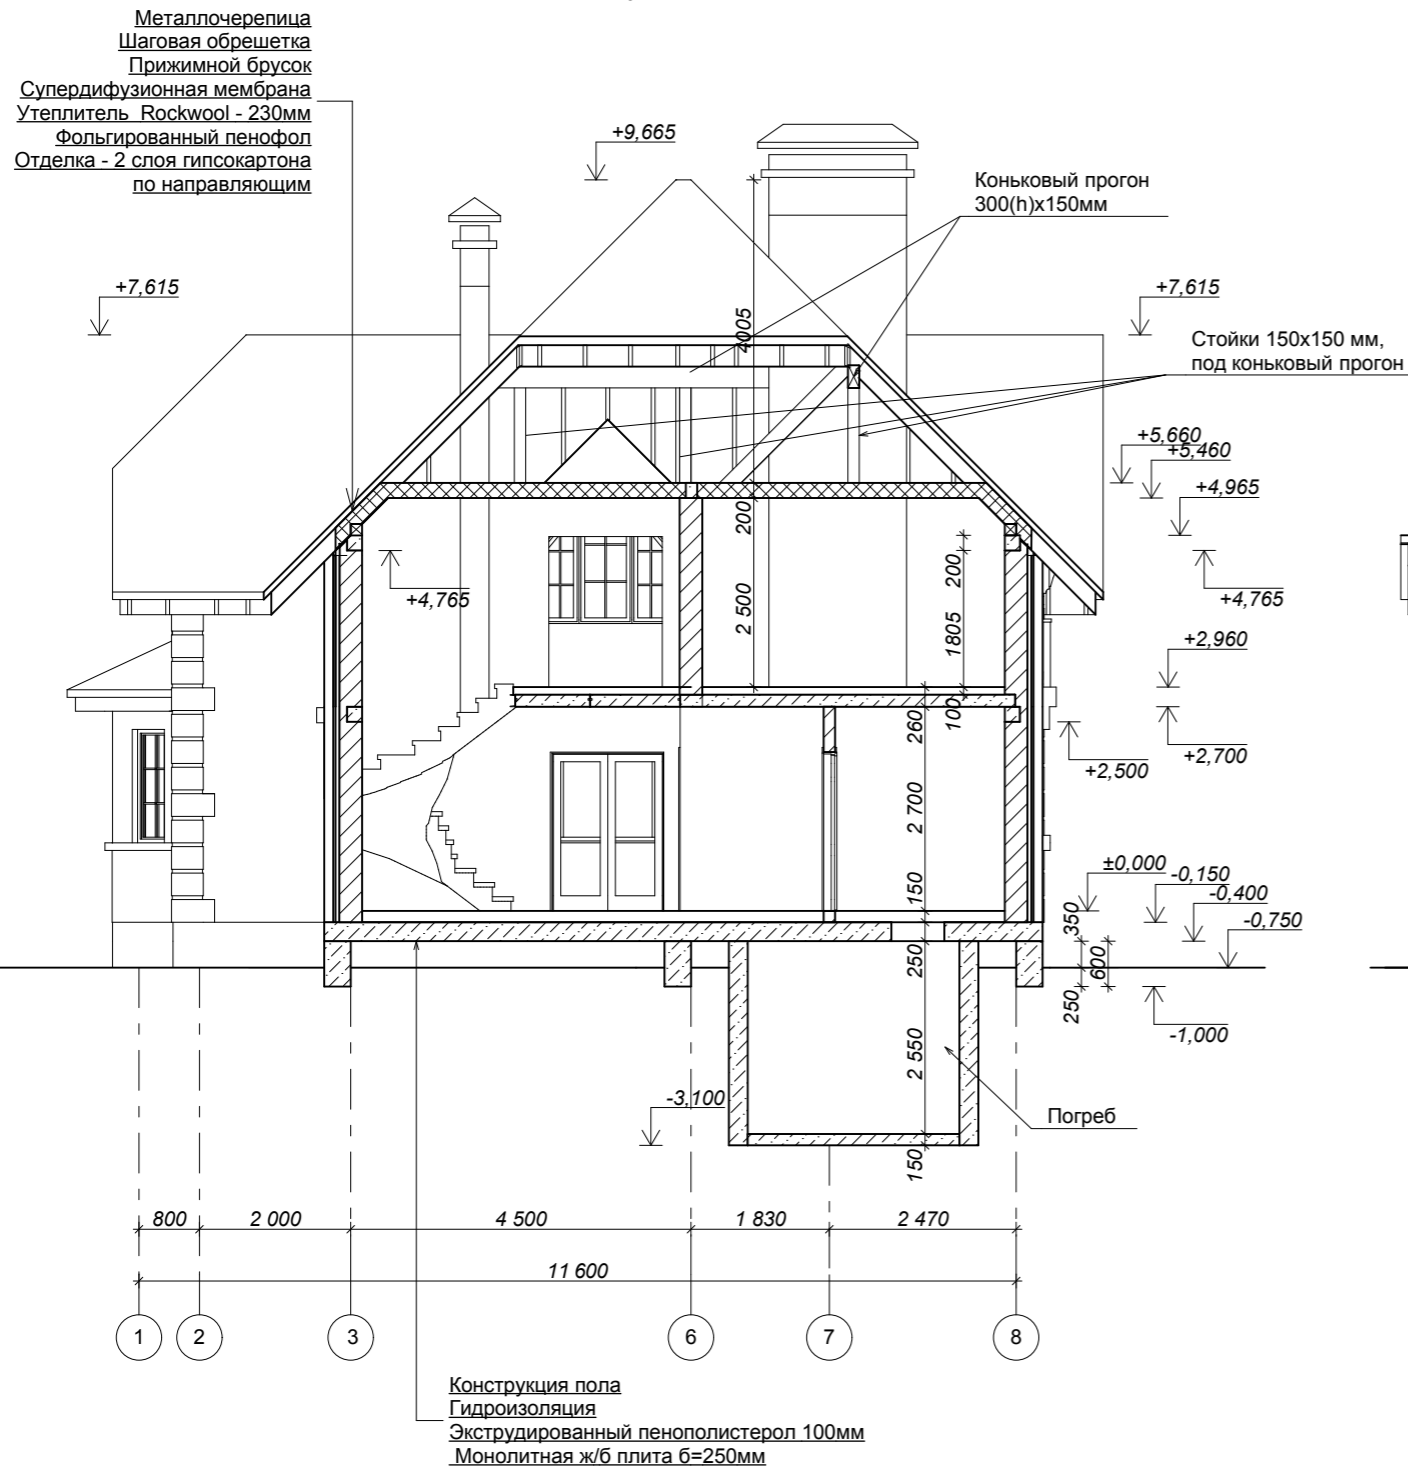 Металлочерепица
Шаговая обрешетка
Прижимной брусок
Супердифузионная мембрана
Утеплитель Rockwool - 230мм
Фольгированный пенофол
Отделка - 2 слоя гипсокартона
по направляющим
+9,665
Коньковый прогон
300(h)х150мм
+7,615
+7,615
4005
Стойки 150х150 мм,
под коньковый прогон
+5,660
+5,460
+4,965
200
200
+4,765
+4,765
2 500
1805
+2,960
260
100
+2,700
+2,500
2 700
±0,000
-0,150
150
-0,400
350
-0,750
250
600
250
-1,000
2 550
-3,100
Погреб
150
800
2 000
4 500
1 830
2 470
11 600
1
2
3
6
7
8
Конструкция пола
Гидроизоляция
Экструдированный пенополистерол 100мм
Монолитная ж/б плита б=250мм